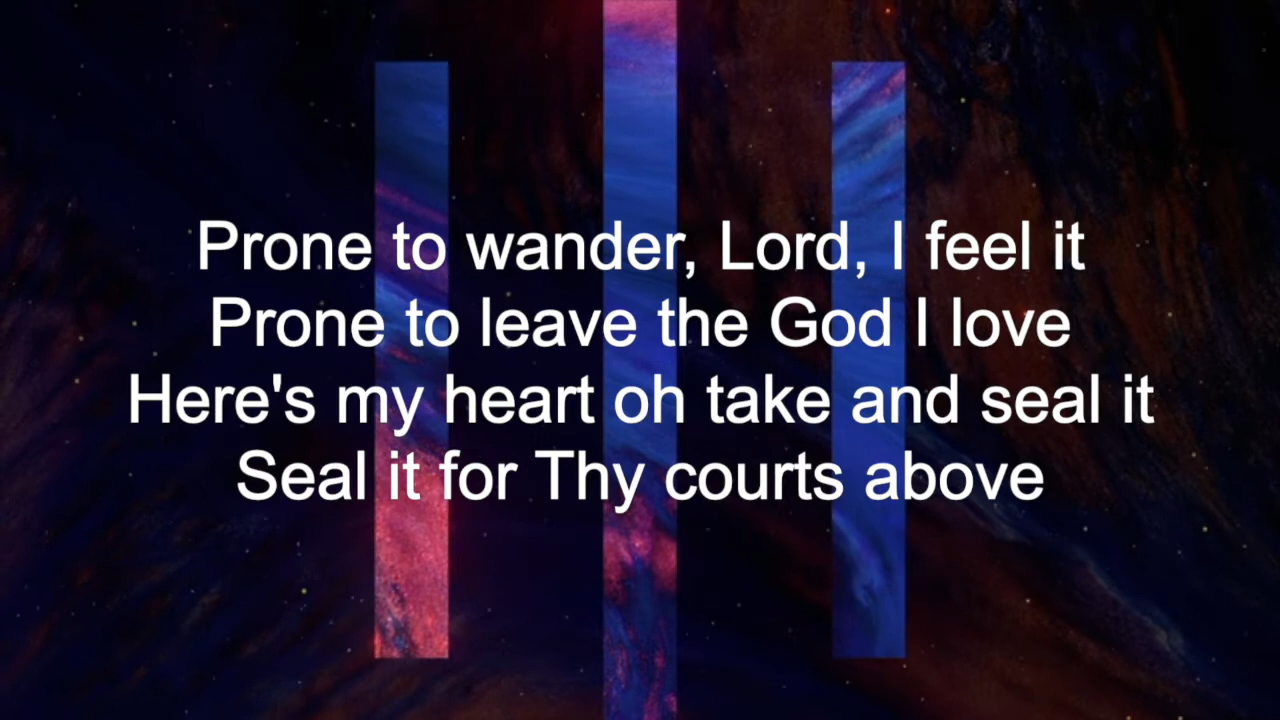 Prone to wander, Lord, I feel it
Prone to leave the God I love
Here's my heart oh take and seal it
Seal it for Thy courts above